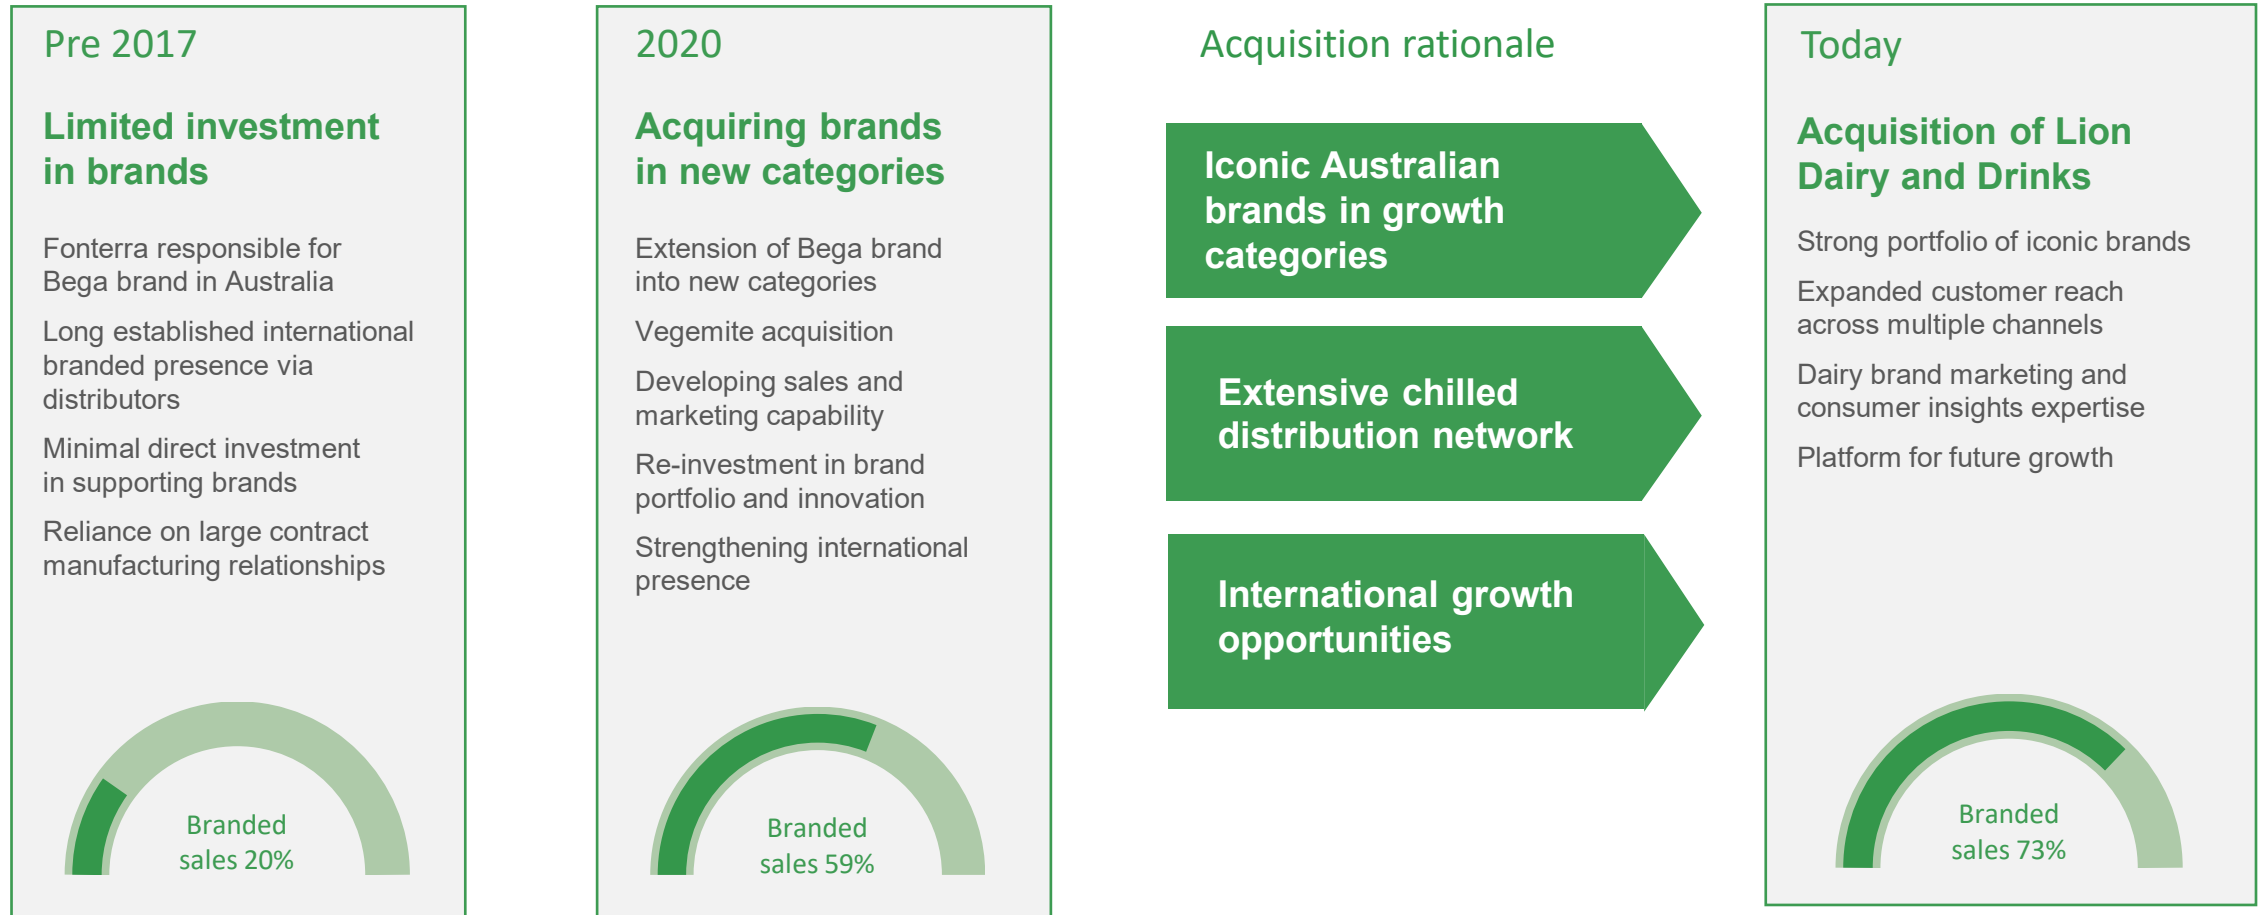 Pre 2017
Limited investment
in brands
Fonterra responsible for
Bega brand in Australia
Long established international
branded presence via
distributors
Minimal direct investment
in supporting brands
Reliance on large contract
manufacturing relationships
Branded
sales 20%
2020
Acquiring brands
in new categories
Extension of Bega brand
into new categories
Vegemite acquisition
Developing sales and
marketing capability
Re-investment in brand
portfolio and innovation
Strengthening international
presence
Branded
sales 59%
Acquisition rationale
Iconic Australian
brands in growth
categories
Extensive chilled
distribution network
International growth
opportunities
Today
Acquisition of Lion
Dairy and Drinks
Strong portfolio of iconic brands
Expanded customer reach
across multiple channels
Dairy brand marketing and
consumer insights expertise
Platform for future growth
Branded
sales 73%